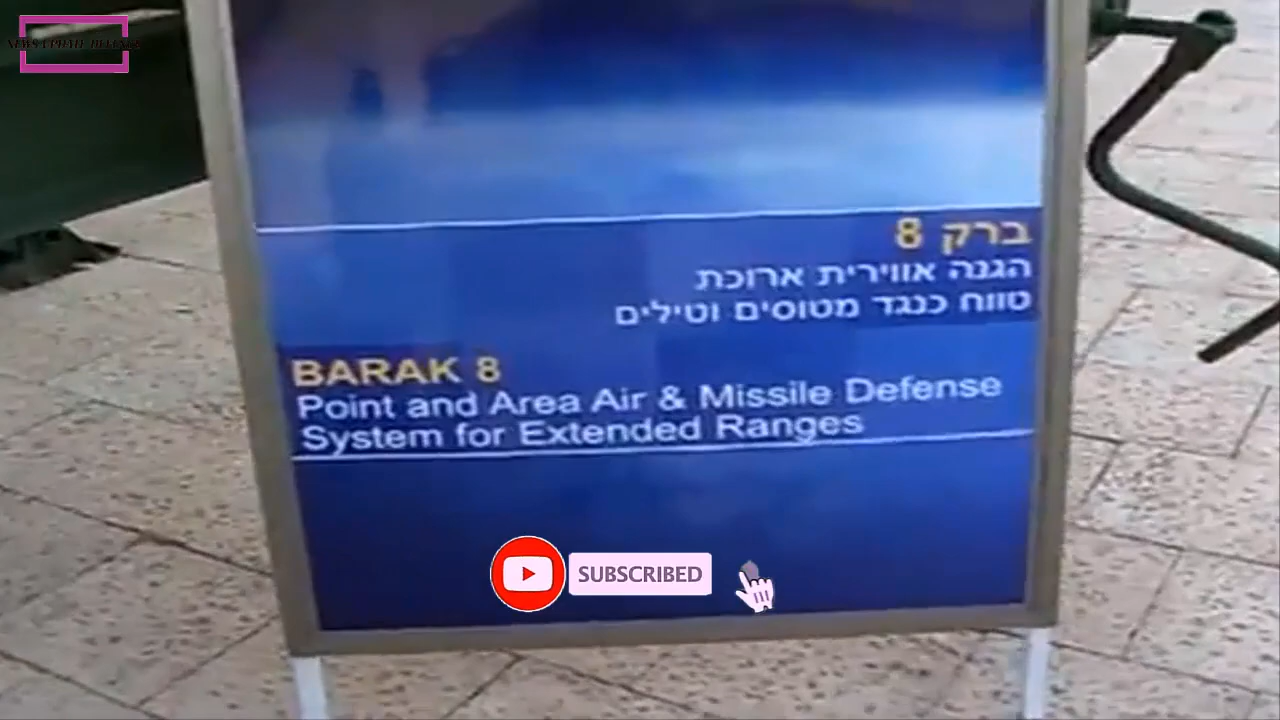 ברק 8
הגנה אווירית ארוכת
טווח כנגד מטוסים וטילים
BARAK 8
Point and Area Air & Missile Defense
System for Extended Ranges
SUBSCRIBED